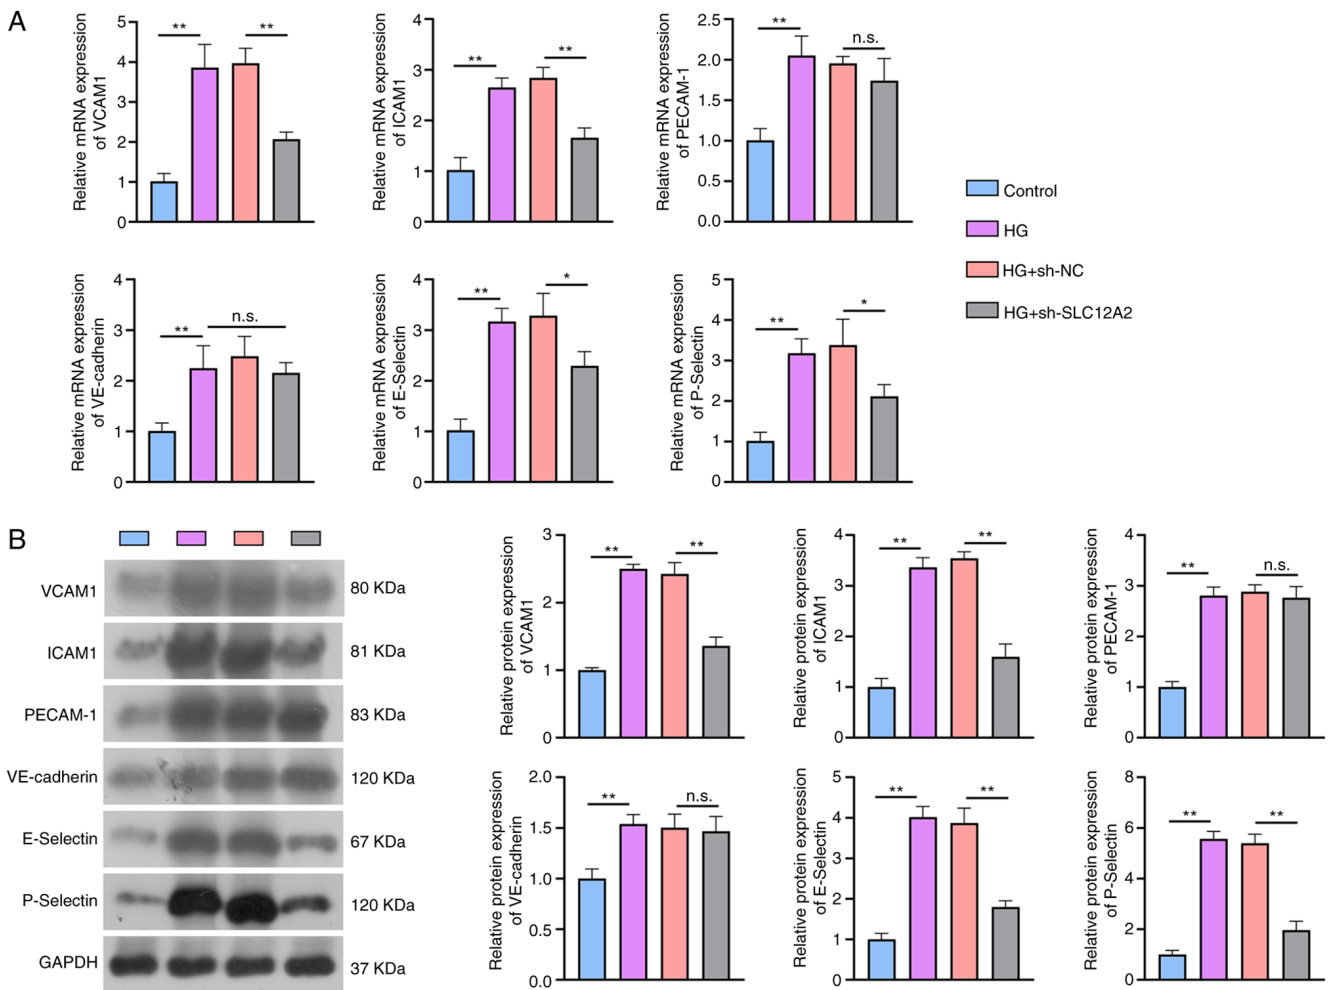 A
Relative mRNA expression
of VCAM1
5
4
3
2
1
0
**
**
Relative mRNA expression
of ICAM1
4
3
2
1
0
**
**
Relative mRNA expression
of PECAM-1
2.5
2.0
1.5
1.0
0.5
0.0
**
n.s.
Control
HG
HG+sh-NC
HG+sh-SLC12A2
Relative mRNA expression
of VE-cadherin
4
3
2
1
0
**
n.s.
Relative mRNA expression
of E-Selectin
4
3
2
1
0
**
*
Relative mRNA expression
of P-Selectin
5
4
3
2
1
0
**
*
B
VCAM1
80 KDa
ICAM1
81 KDa
PECAM-1
83 KDa
VE-cadherin
120 KDa
E-Selectin
67 KDa
P-Selectin
120 KDa
GAPDH
37 KDa
Relative protein expression
of VCAM1
3
2
1
0
**
**
Relative protein expression
of ICAM1
4
3
2
1
0
**
**
Relative protein expression
of PECAM-1
4
3
2
1
0
**
n.s.
Relative protein expression
of VE-cadherin
2.0
1.5
1.0
0.5
0.0
**
n.s.
Relative protein expression
of E-Selectin
5
4
3
2
1
0
**
**
Relative protein expression
of P-Selectin
8
6
4
2
0
**
**